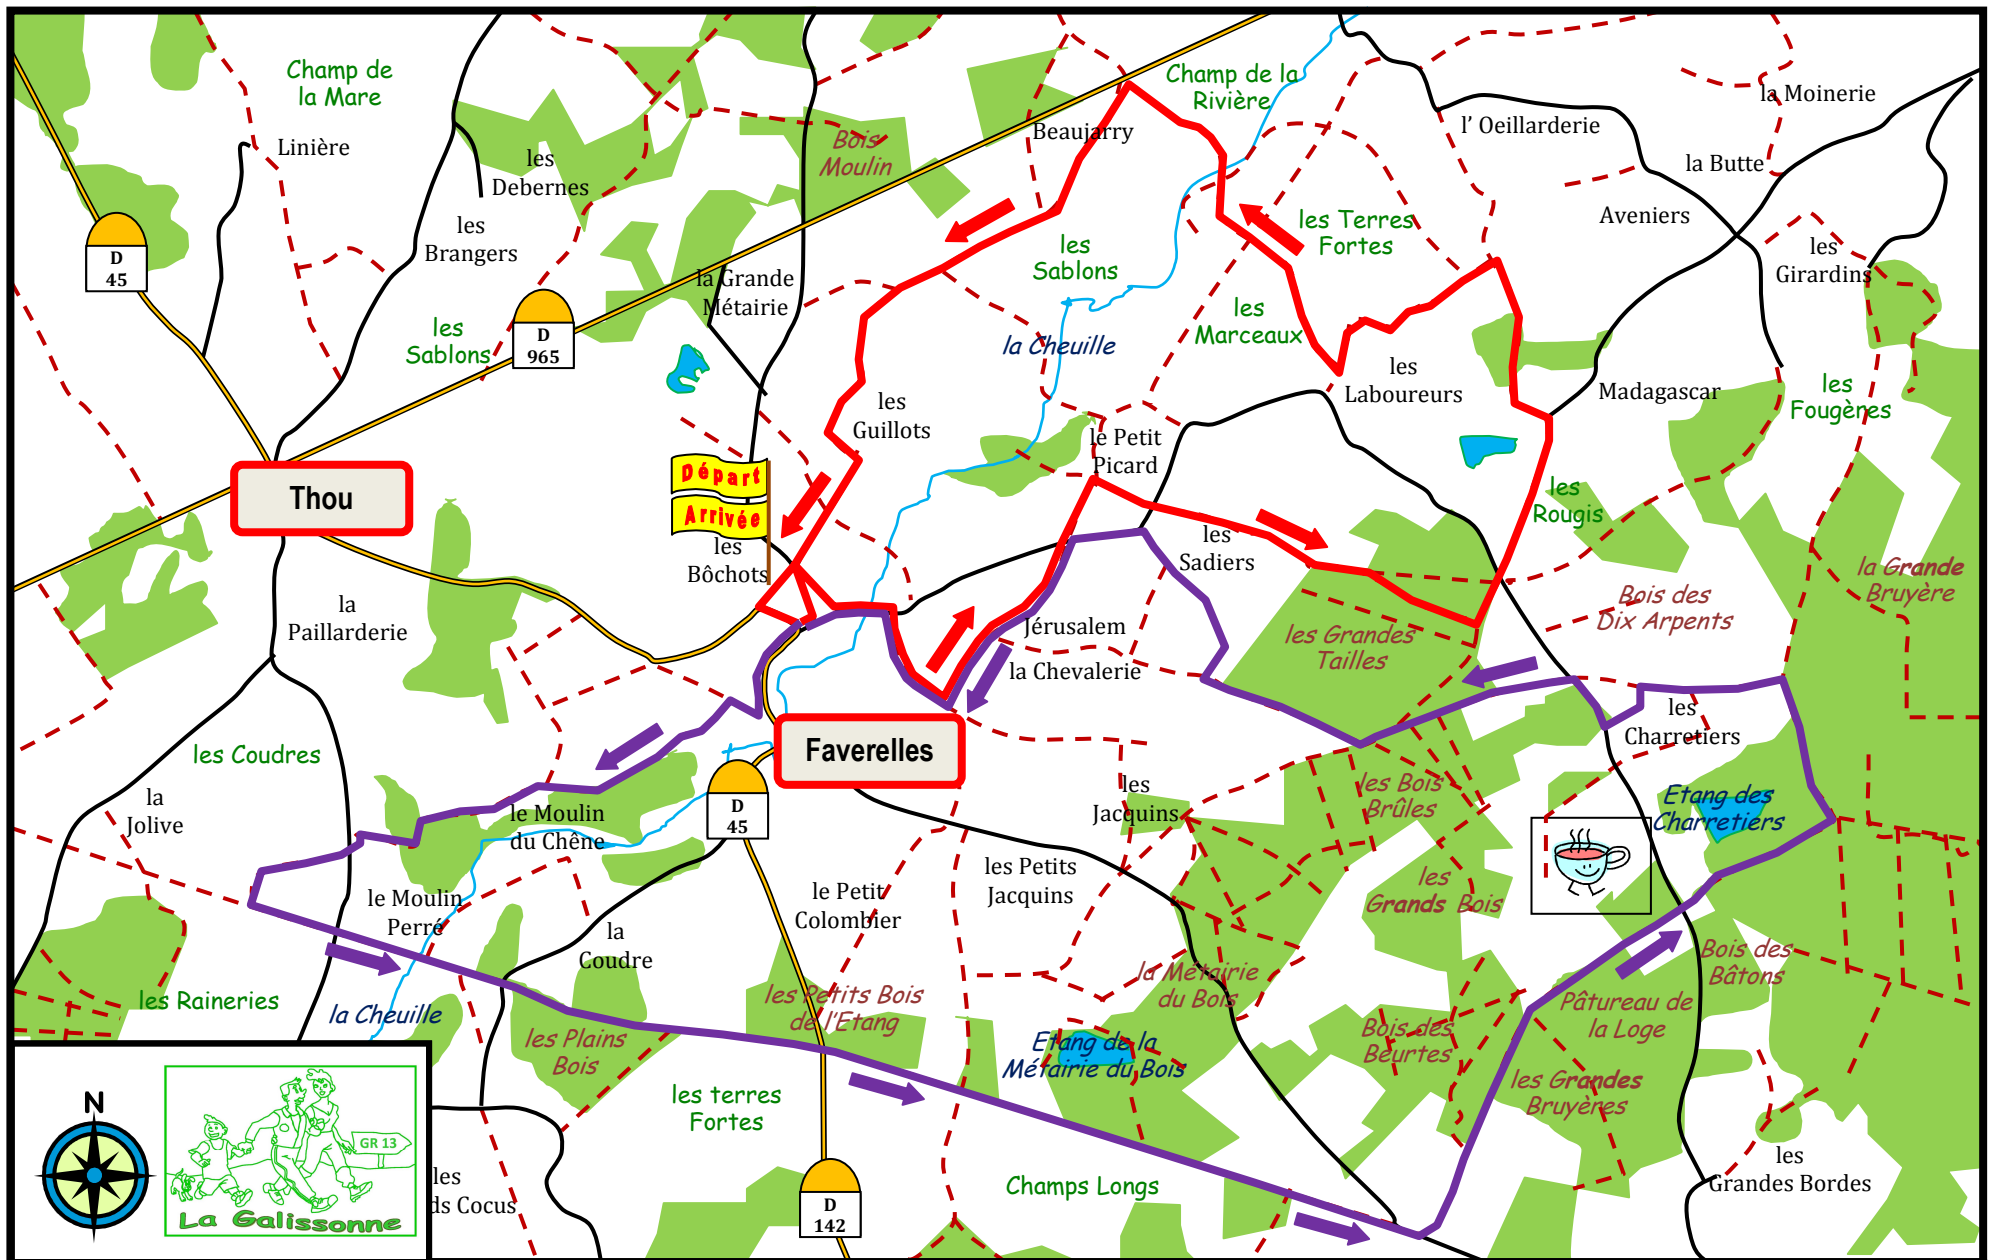 Champ de
la Mare
Linière
les
Debernes
les
Brangers
Bois
Moulin
Beaujarry
Champ de la
Rivière
l' Oeillarderie
la Moinerie
la Butte
Aveniers
les
Girardins
D
45
les
Sablons
D
965
la Grande
Métairie
les
Sablons
la Cheuille
les Terres
Fortes
les
Marceaux
les
Laboureurs
Madagascar
les
Fougères
les
Guillots
le Petit
Picard
Thou
Départ
Arrivée
les
Bôchots
les
Sadiers
les
Rougis
la Grande
Bruyère
Bois des
Dix Arpents
la
Paillarderie
Jérusalem
la Chevalerie
les Grandes
Tailles
les
Charretiers
les Coudres
Faverelles
la
Jolive
le Moulin
du Chêne
D
45
les
Jacquins
les Bois
Brûles
Etang des
Charretiers
le Moulin
Perré
la
Coudre
le Petit
Colombier
les Petits
Jacquins
les
Grands Bois
Bois des
Bâtons
les Raineries
la Cheuille
les Plains
Bois
les Petits Bois
de l'Etang
la Métairie
du Bois
Etang de la
Métairie du Bois
Bois des
Beurtes
Pâtureau de
la Loge
les Grandes
Bruyères
les terres
Fortes
Champs Longs
les
Grandes Bordes
les
ds Cocus
D
142
N
GR 13
La Galissonne